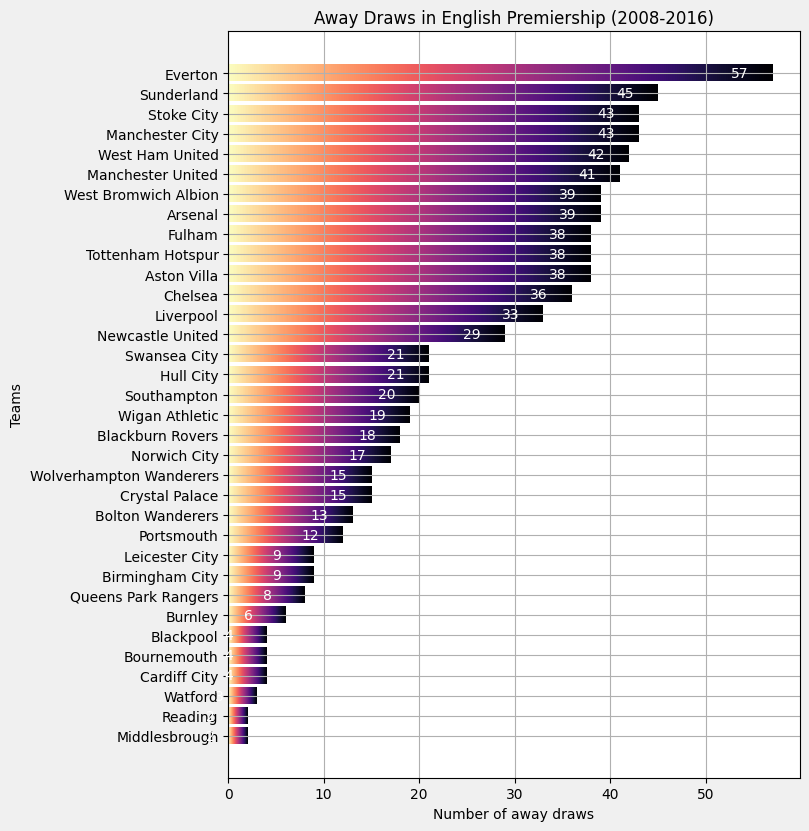 Away Draws in English Premiership (2008-2016)
Teams
Everton 57
Sunderland 45
Stoke City 43
Manchester City 43
West Ham United 42
Manchester United 41
West Bromwich Albion 39
Arsenal 39
Fulham 38
Tottenham Hotspur 38
Aston Villa 38
Chelsea 36
Liverpool 33
Newcastle United 29
Swansea City 21
Hull City 21
Southampton 20
Wigan Athletic 19
Blackburn Rovers 18
Norwich City 17
Wolverhampton Wanderers 15
Crystal Palace 15
Bolton Wanderers 13
Portsmouth 12
Leicester City 9
Birmingham City 9
Queens Park Rangers 8
Burnley 6
Blackpool
Bournemouth
Cardiff City
Watford
Reading
Middlesbrough
0 10 20 30 40 50
Number of away draws